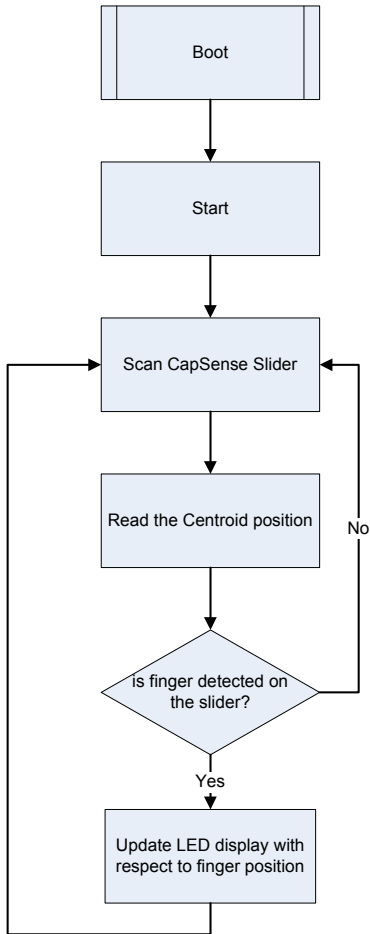 Boot
Start
Scan CapSense Slider
Read the Centroid position
No
is finger detected on
the slider?
Yes
Update LED display with
respect to finger position